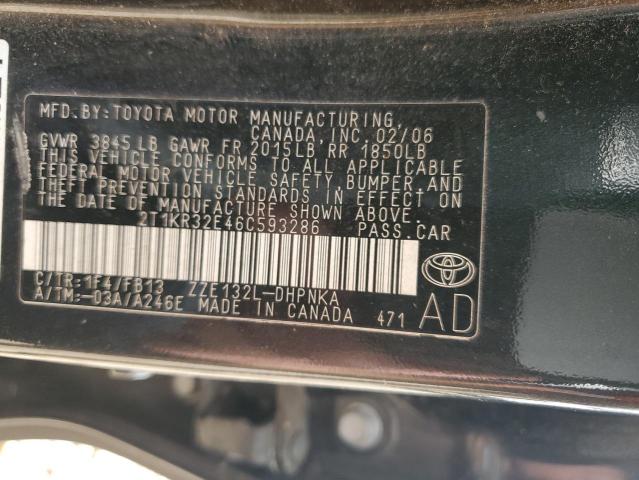 MFD.BY:TOYOTA MOTOR MANUFACTURING,
CANADA INC. 02/06
GVWR 3845 LB GAWR FR 2015LB RR 1850LB
THIS VEHICLE CONFORMS TO ALL APPLICABLE
FEDERAL MOTOR VEHICLE SAFETY, BUMPER, AND
THEFT PREVENTION STANDARDS IN EFFECT ON
THE DATE OF MANUFACTURE SHOWN ABOVE.
2T1KR32E46C593286 PASS.CAR
C/TR:1F4/FB13 ZZE132L-DHPNKA
A/TM:-03A/A246E MADE IN CANADA 471
AD